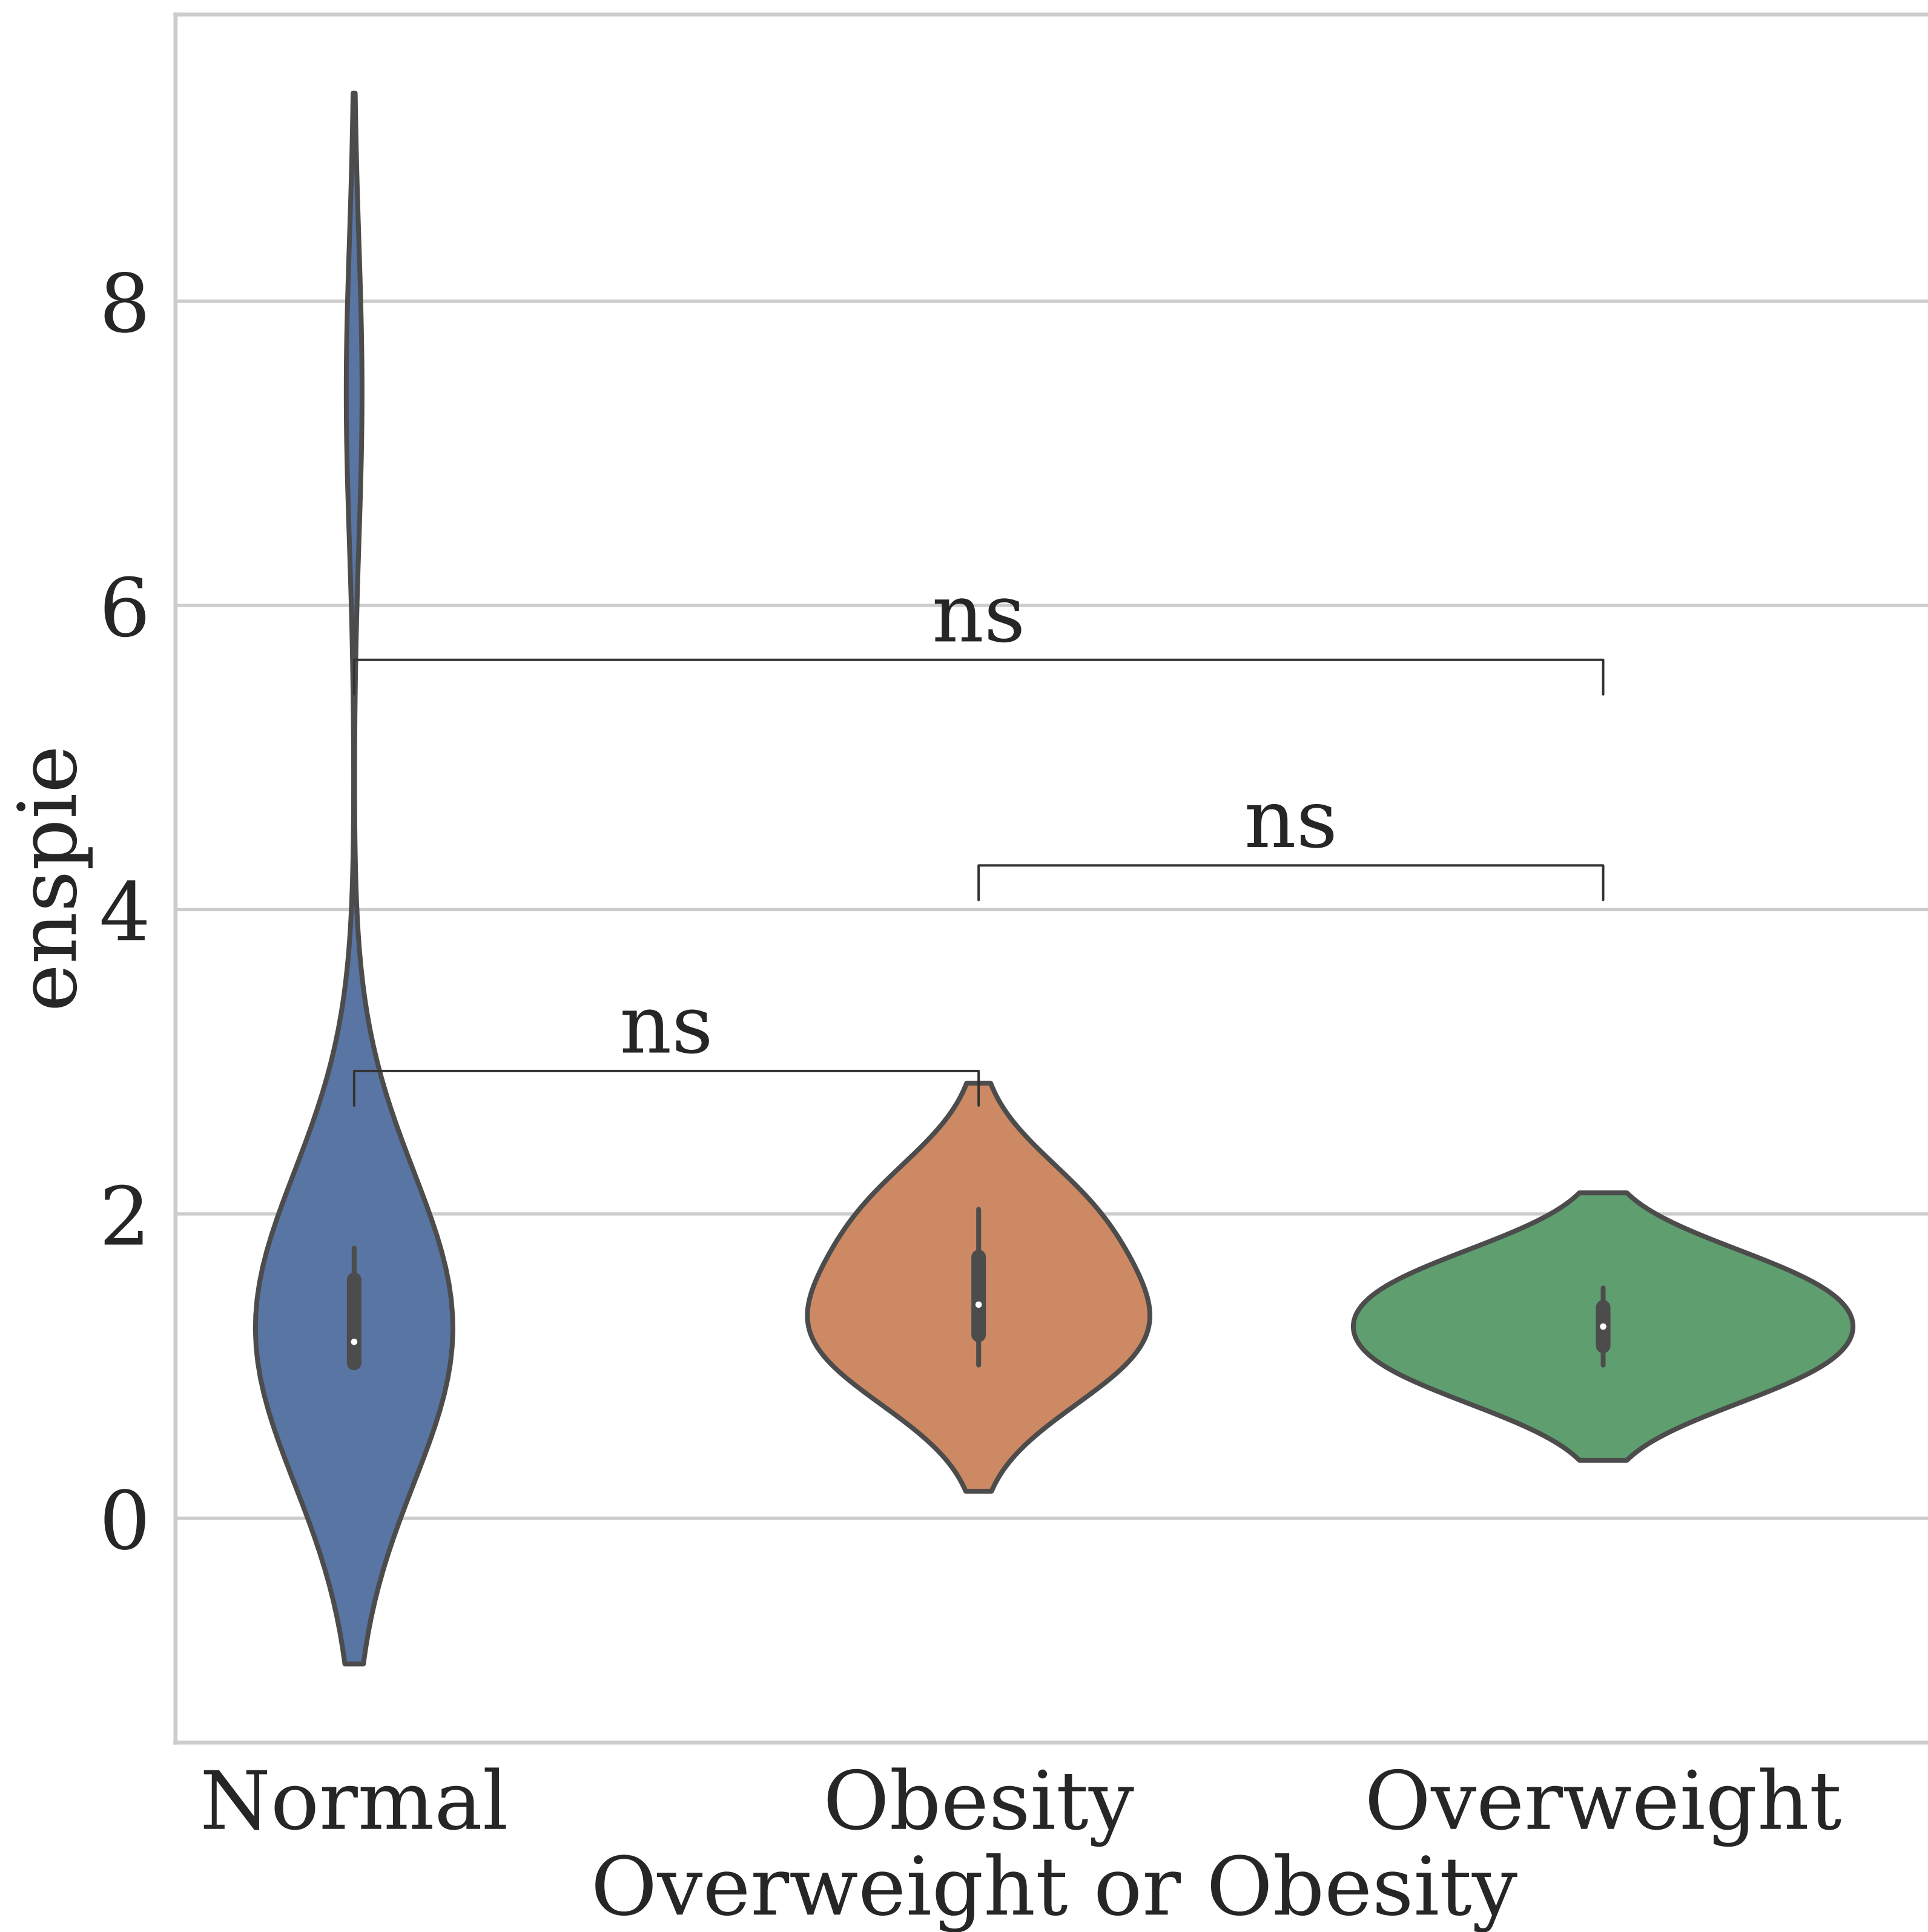 enspie
8
6
4
2
0
ns
ns
ns
Normal
Obesity
Overweight
Overweight or Obesity